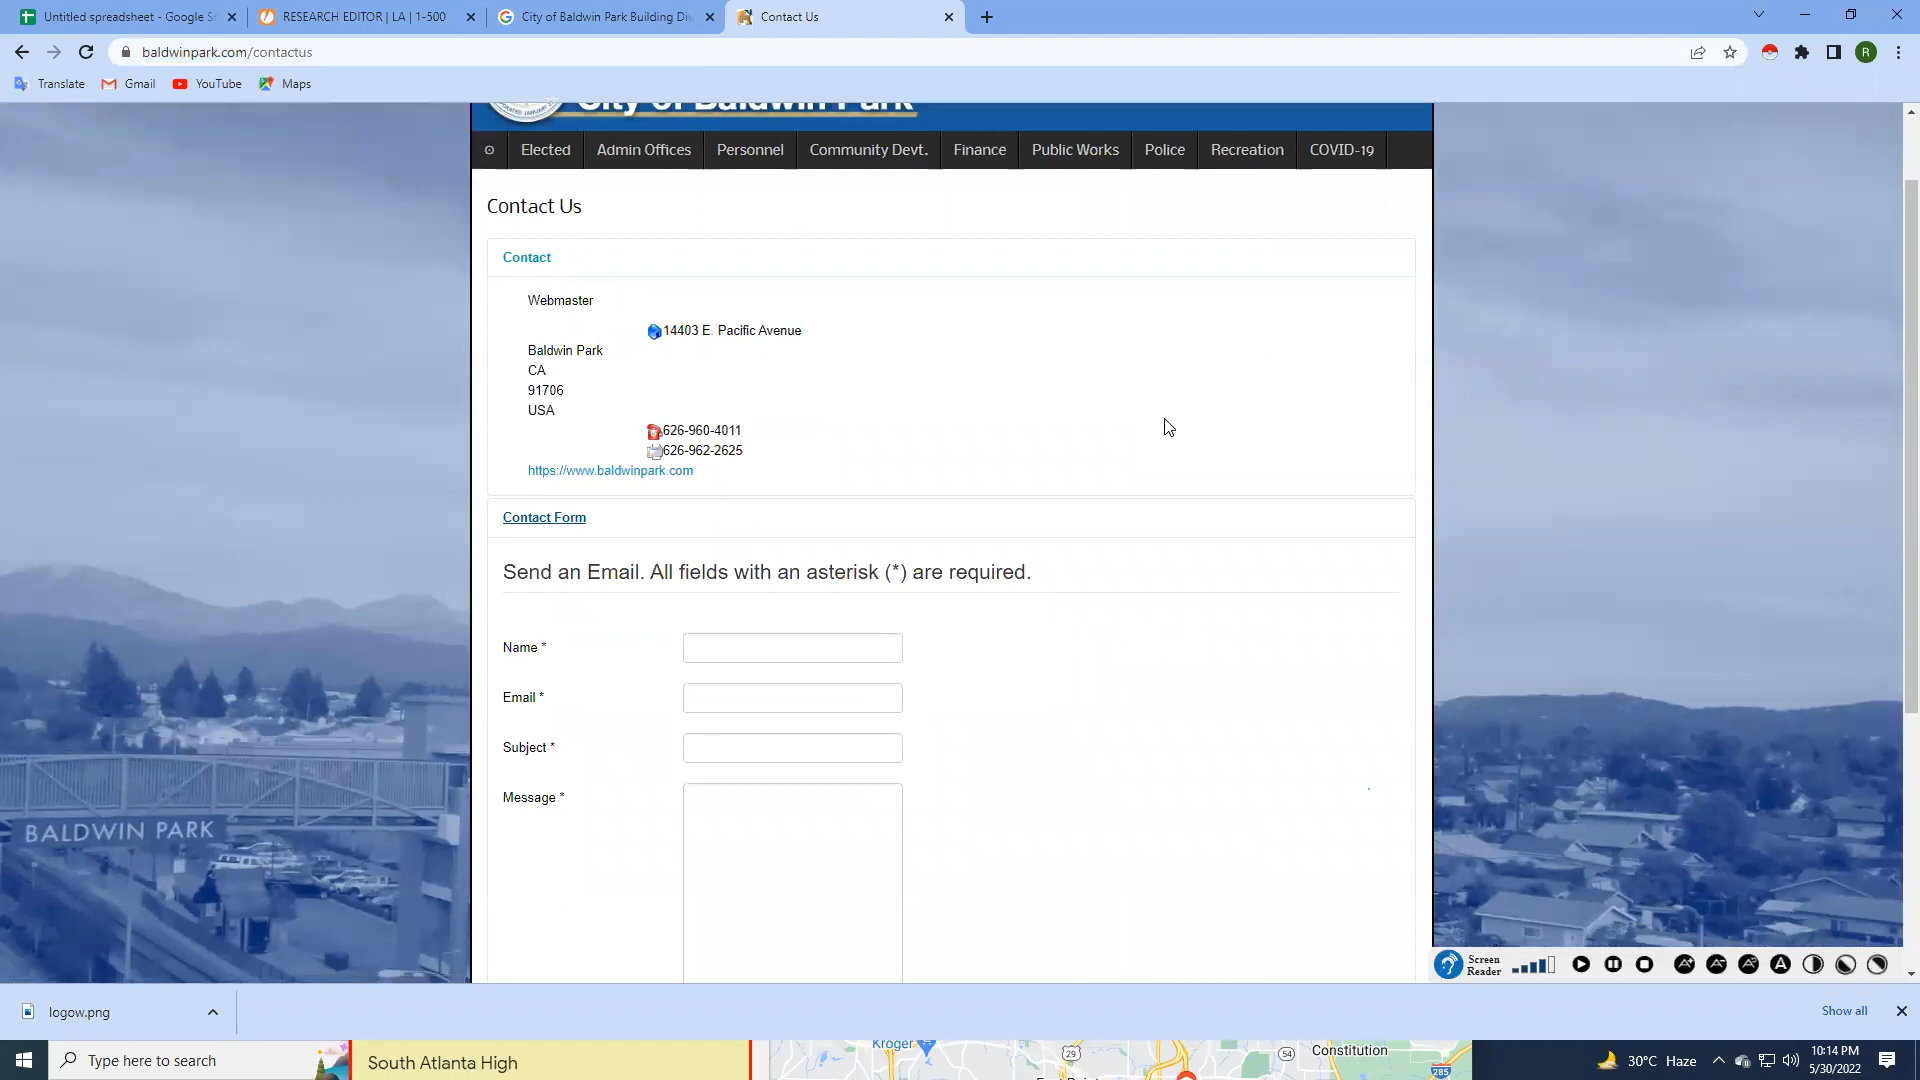 Untitled spreadsheet - Google S
RESEARCH EDITOR | LA | 1-500
City of Baldwin Park Building Di
Contact Us
baldwinpark.com/contactus
R
Translate
Gmail
YouTube
Maps
City of Baldwin Park
Elected
Admin Offices
Personnel
Community Devt.
Finance
Public Works
Police
Recreation
COVID-19
Contact Us
Contact
Webmaster
14403 E. Pacific Avenue
Baldwin Park
CA
91706
USA
626-960-4011
626-962-2625
https://www.baldwinpark.com
Contact Form
Send an Email. All fields with an asterisk (*) are required.
Name *
Email *
Subject *
Message *
BALDWIN PARK
Screen
Reader
logow.png
Show all
Type here to search
South Atlanta High
Kroger
29
54
Constitution
285
30°C Haze
10:14 PM
5/30/2022